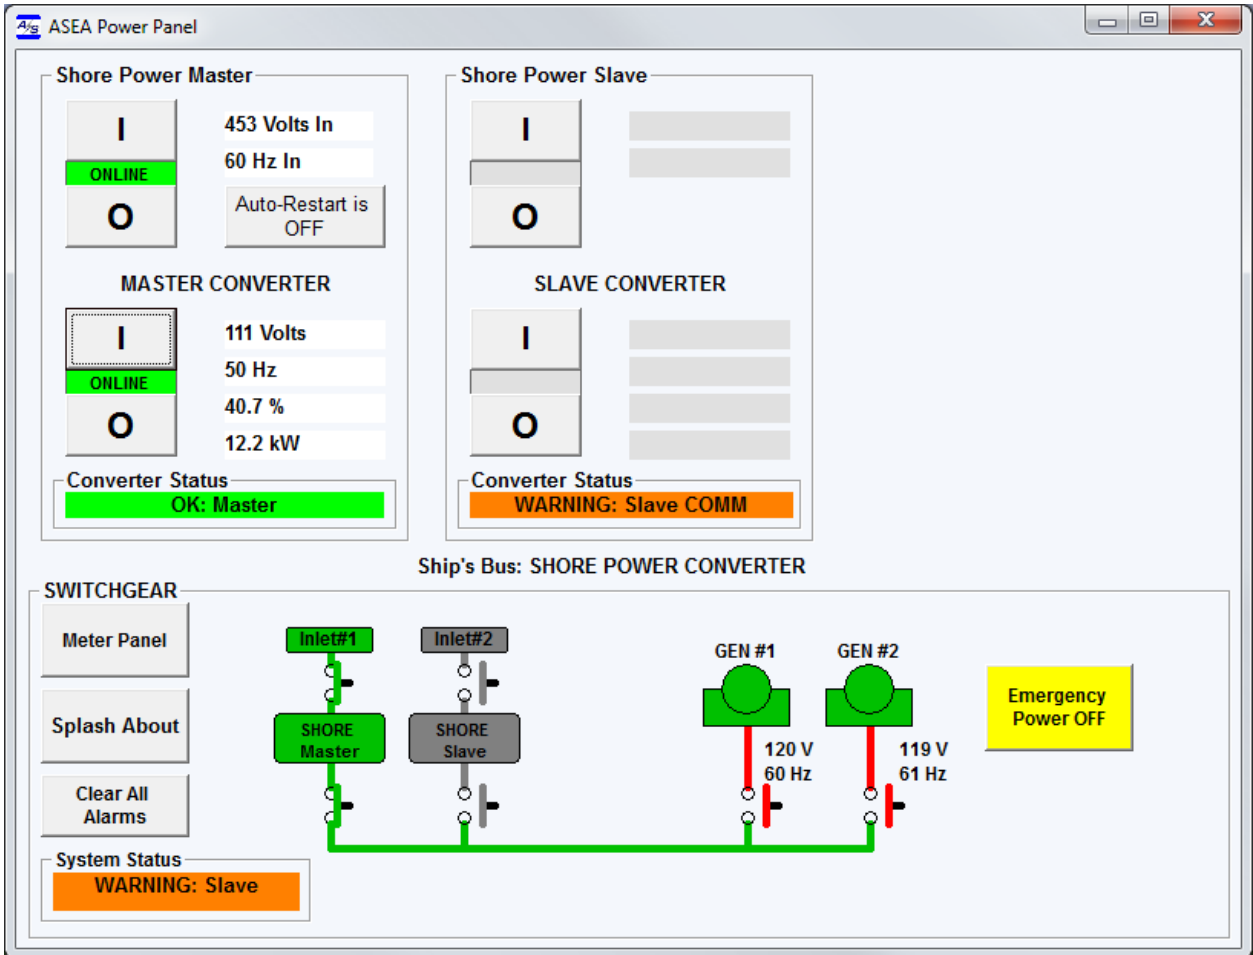 A/S ASEA Power Panel
Shore Power Master
I
453 Volts In
60 Hz In
ONLINE
O
Auto-Restart is
OFF
MASTER CONVERTER
I
111 Volts
50 Hz
ONLINE
40.7 %
O
12.2 kW
Converter Status
OK: Master
Shore Power Slave
I
O
SLAVE CONVERTER
I
O
Converter Status
WARNING: Slave COMM
Ship's Bus: SHORE POWER CONVERTER
SWITCHGEAR
Meter Panel
Splash About
Clear All
Alarms
System Status
WARNING: Slave
Inlet#1
Inlet#2
SHORE
Master
SHORE
Slave
GEN #1
GEN #2
120 V
60 Hz
119 V
61 Hz
Emergency
Power OFF